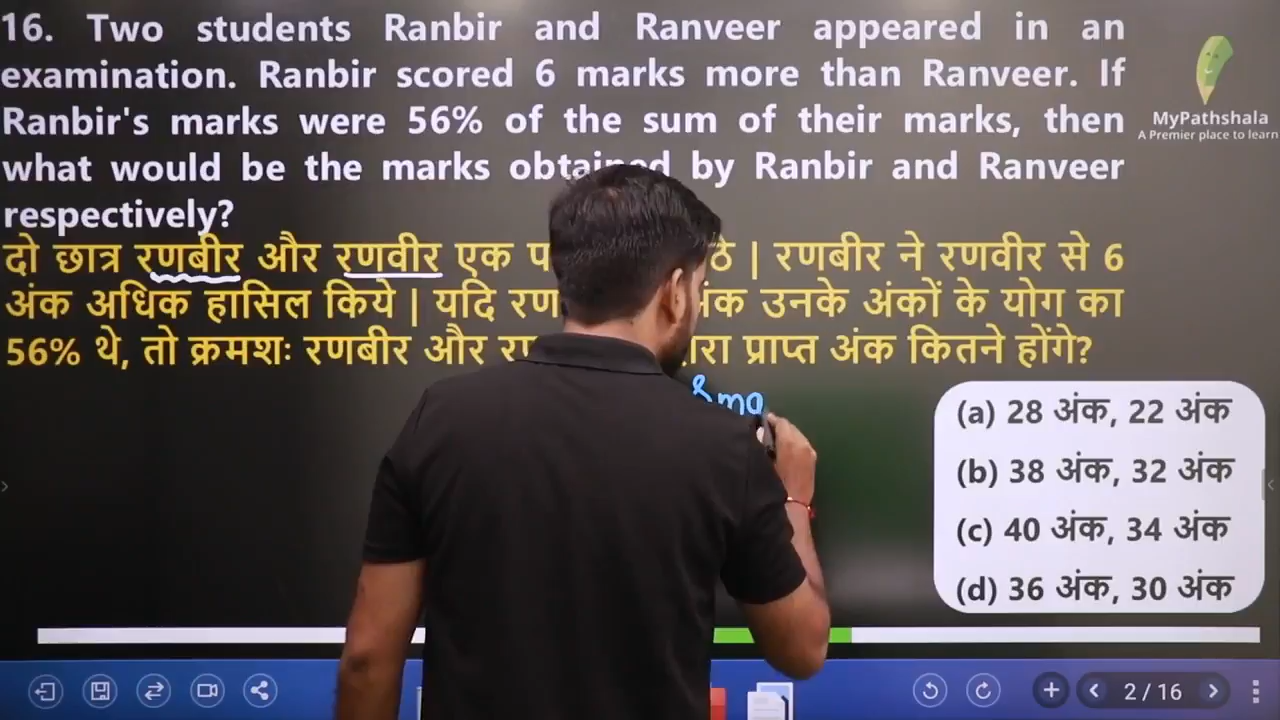 16. Two students Ranbir and Ranveer appeared in an
examination. Ranbir scored 6 marks more than Ranveer. If
Ranbir's marks were 56% of the sum of their marks, then
what would be the marks obtained by Ranbir and Ranveer
respectively?
दो छात्र रणबीर और रणवीर एक | रणबीर ने रणवीर से 6
अंक अधिक हासिल किये | यदि अंक उनके अंकों के योग का
56% थे, तो क्रमशः रणबीर और प्राप्त अंक कितने होंगे?
(a) 28 अंक, 22 अंक
(b) 38 अंक, 32 अंक
(c) 40 अंक, 34 अंक
(d) 36 अंक, 30 अंक
MyPathshala
A Premier place to learn
2 / 16